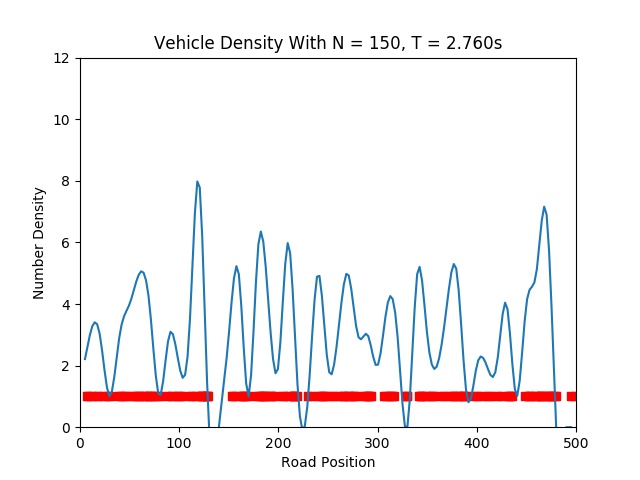 Vehicle Density With N = 150, T = 2.760s
12
10
8
6
4
2
0
Number Density
0 100 200 300 400 500
Road Position